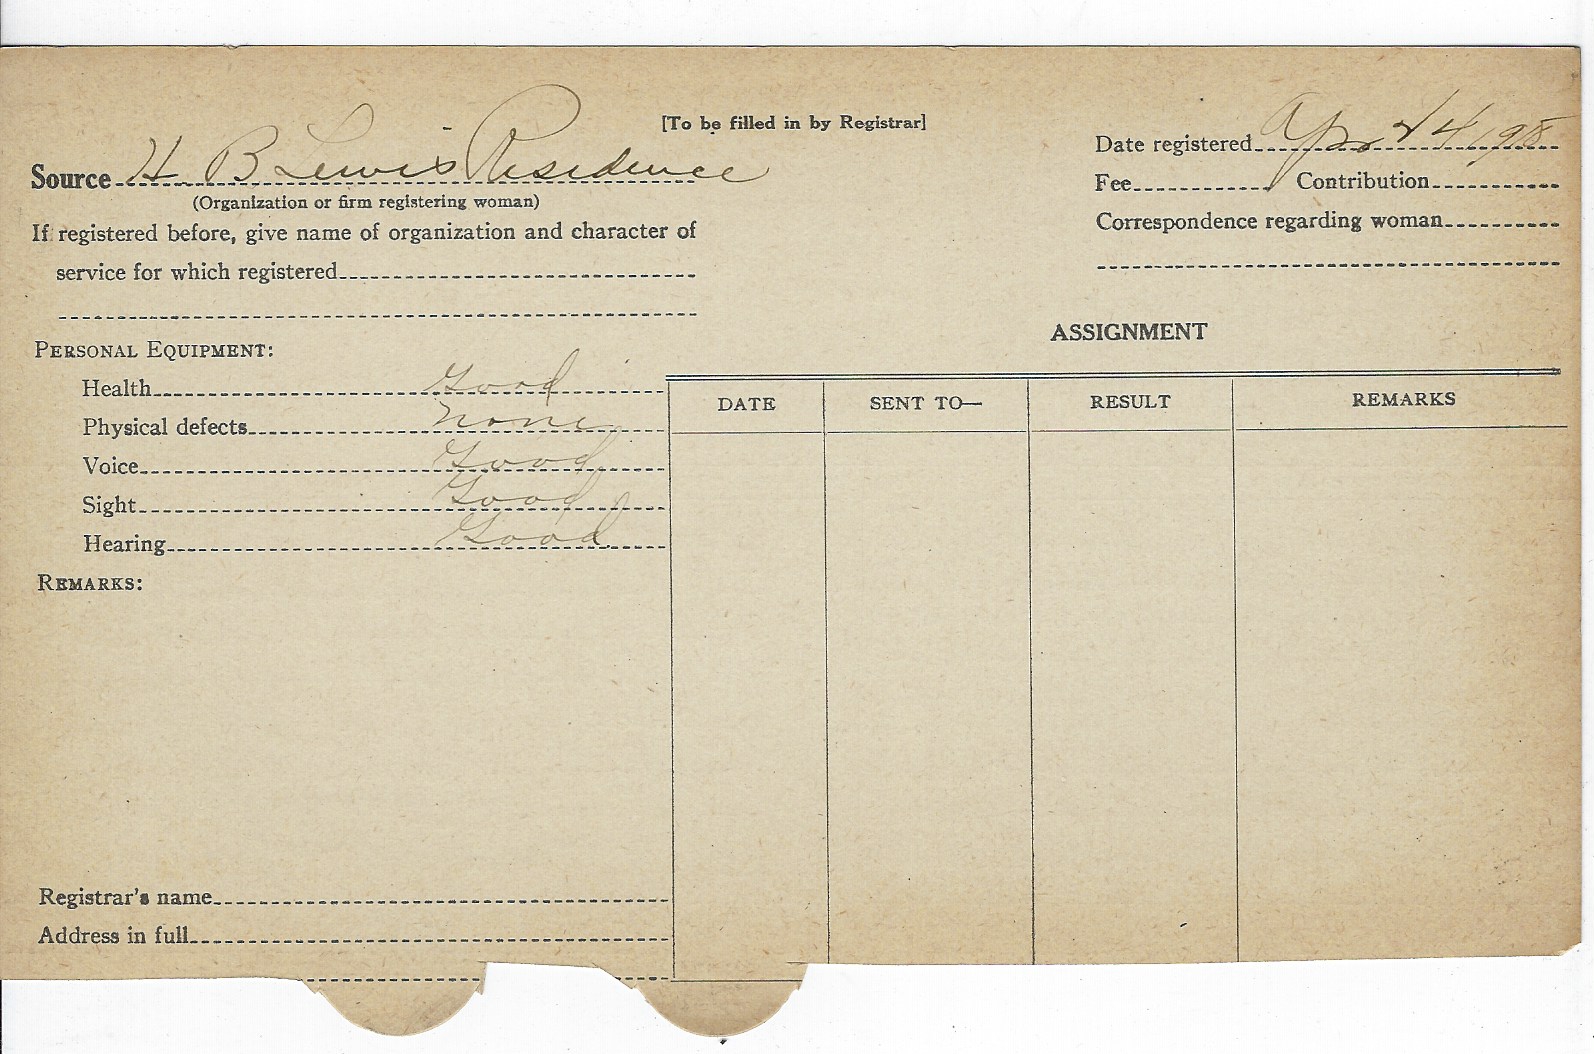 [To be filled in by Registrar]
Source H. B Lewis Residence
(Organization or firm registering woman)
If registered before, give name of organization and character of
service for which registered
Date registered
Fee Contribution
Correspondence regarding woman
PERSONAL EQUIPMENT:
Health Good
Physical defects none
Voice Good
Sight Good
Hearing Good
REMARKS:
Registrar's name
Address in full
ASSIGNMENT
DATE SENT TO— RESULT REMARKS